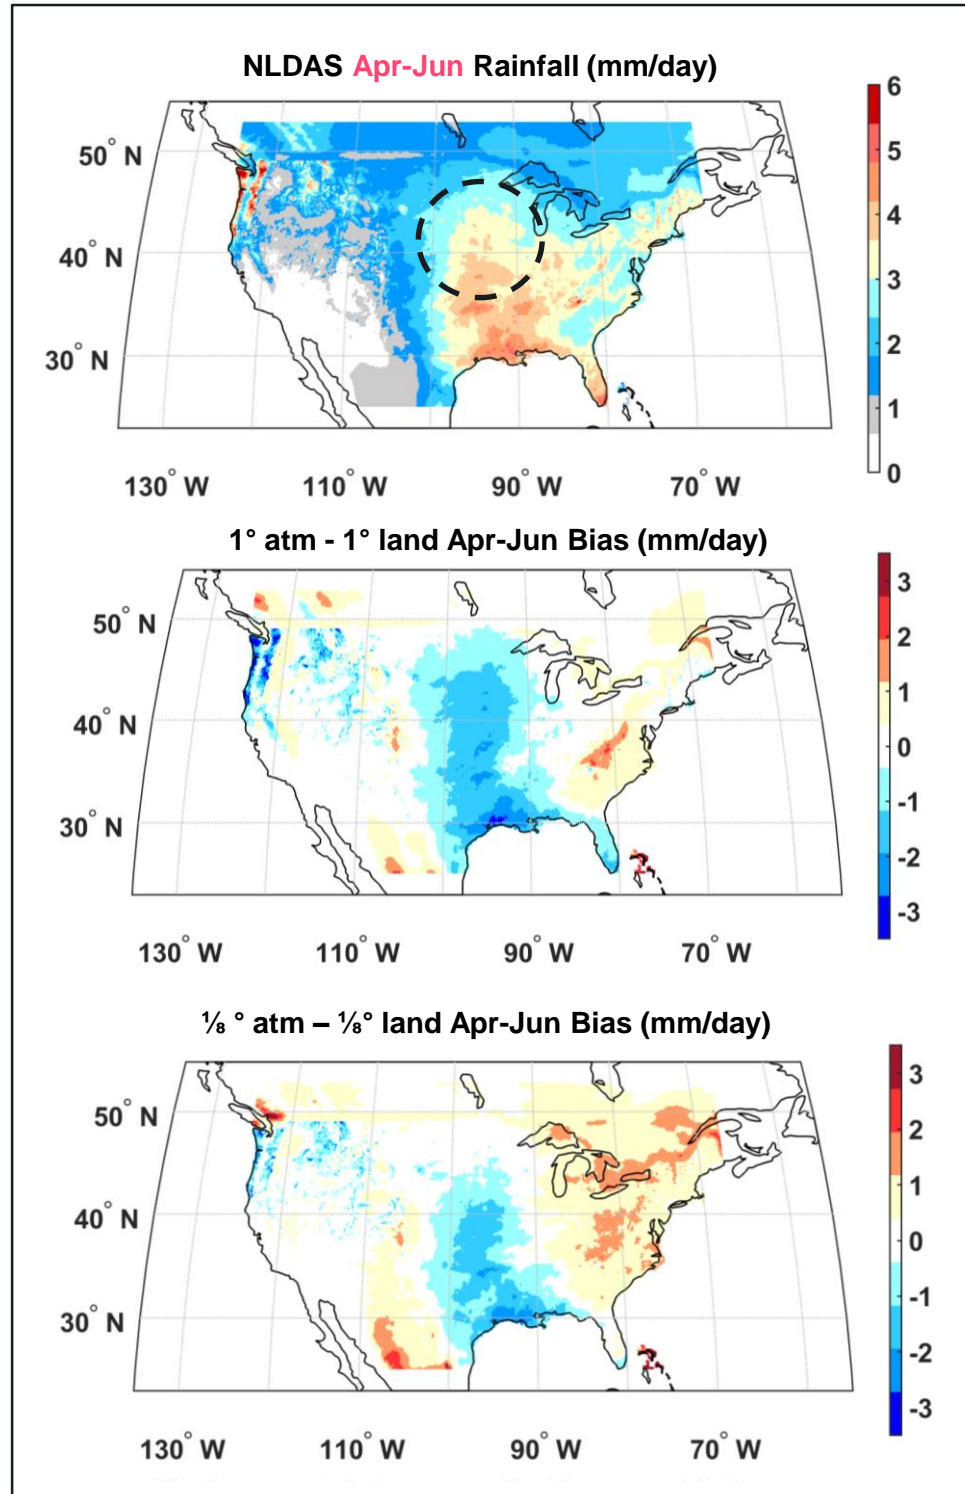 NLDAS Apr-Jun Rainfall (mm/day)
6
50° N
5
4
40° N
3
2
30° N
1
0
130° W 110° W 90° W 70° W
1° atm - 1° land Apr-Jun Bias (mm/day)
3
50° N
2
1
40° N
0
-1
30° N
-2
-3
130° W 110° W 90° W 70° W
⅛ ° atm – ⅛° land Apr-Jun Bias (mm/day)
3
50° N
2
1
40° N
0
-1
30° N
-2
-3
130° W 110° W 90° W 70° W